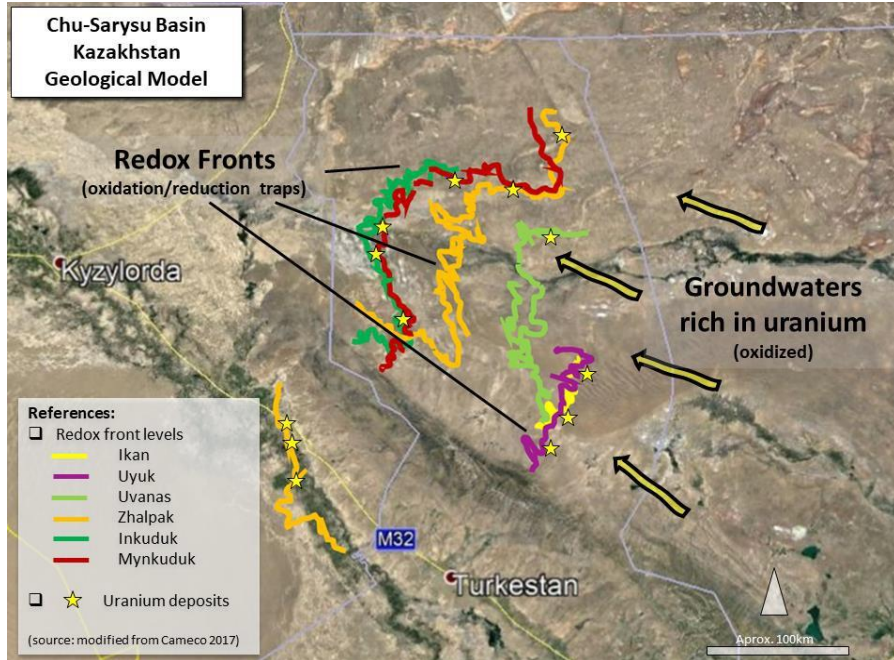 Chu-Sarysu Basin
Kazakhstan
Geological Model
Redox Fronts
(oxidation/reduction traps)
Kyzylorda
Groundwaters
rich in uranium
(oxidized)
References:
Redox front levels
Ikan
Uyuk
Uvanas
Zhalpak
Inkuduk
Mynkuduk
Uranium deposits
(source: modified from Cameco 2017)
M32
Turkestan
Aprox. 100km